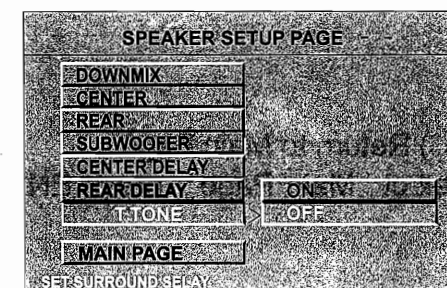 SPEAKER SETUP PAGE
DOWNMIX
CENTER
REAR
SUBWOOFER
CENTER DELAY
REAR DELAY
ON
T.TONE
OFF
MAIN PAGE
SET SURROUND SELAY